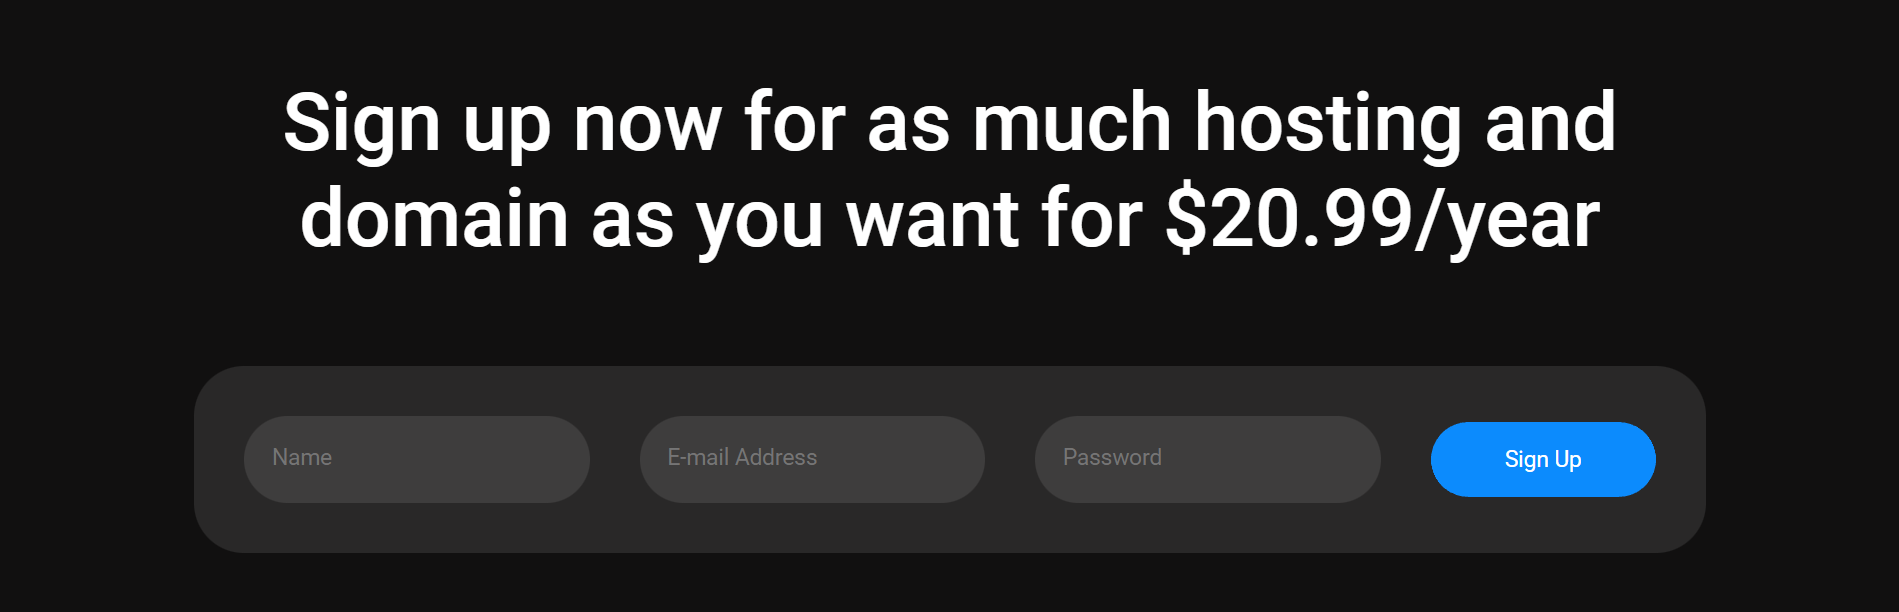 Sign up now for as much hosting and
domain as you want for $20.99/year
Name
E-mail Address
Password
Sign Up